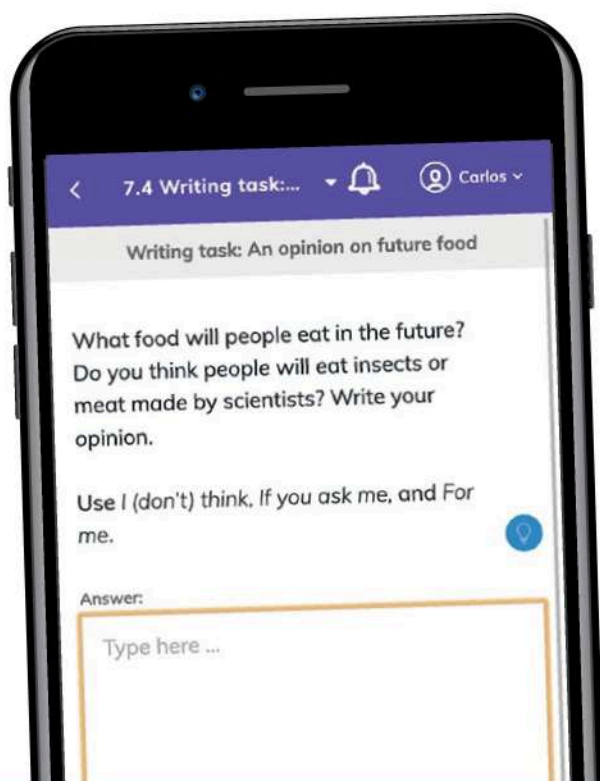 7.4 Writing task:...
Carlos
Writing task: An opinion on future food
What food will people eat in the future?
Do you think people will eat insects or
meat made by scientists? Write your
opinion.
Use I (don't) think, If you ask me, and For
me.
Answer:
Type here ...